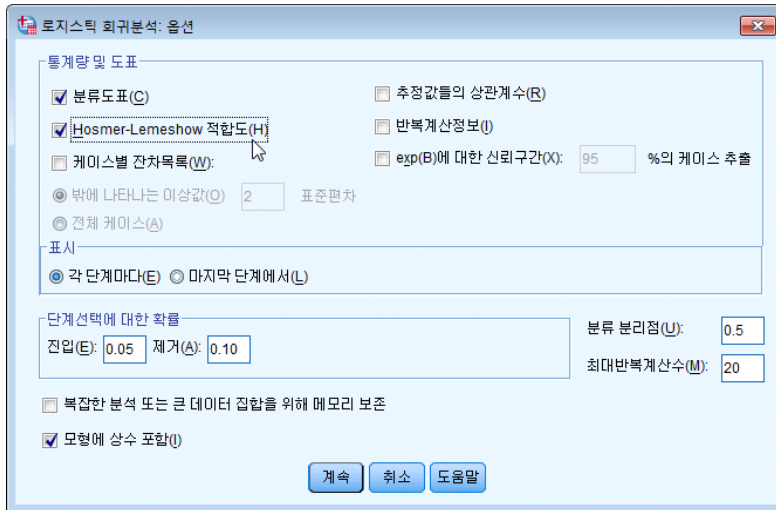 로지스틱 회귀분석: 옵션
통계량 및 도표
분류도표(C)
추정값들의 상관계수(R)
Hosmer-Lemeshow 적합도(H)
반복계산정보(I)
케이스별 잔차목록(W):
exp(B)에 대한 신뢰구간(X): 95 %의 케이스 추출
밖에 나타나는 이상값(O) 2 표준편차
전체 케이스(A)
표시
각 단계마다(E) 마지막 단계에서(L)
단계선택에 대한 확률
진입(E): 0.05 제거(A): 0.10
분류 분리점(U): 0.5
최대반복계산수(M): 20
복잡한 분석 또는 큰 데이터 집합을 위해 메모리 보존
모형에 상수 포함(I)
계속 취소 도움말